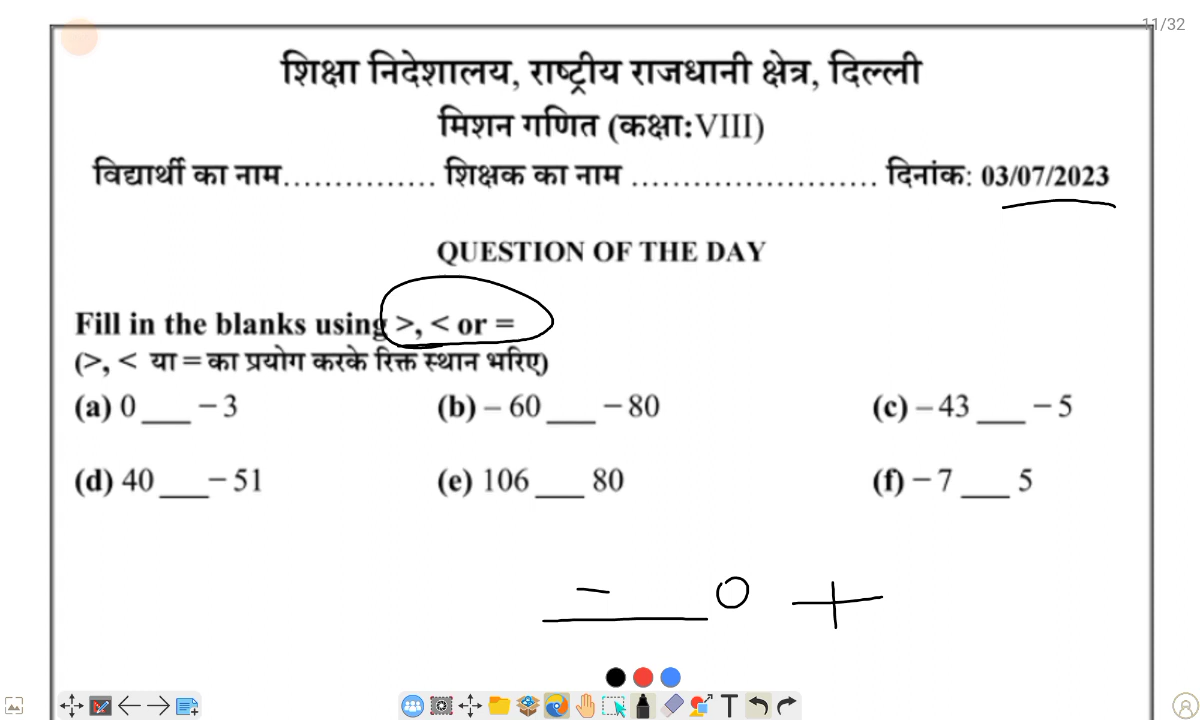 11/32
शिक्षा निदेशालय, राष्ट्रीय राजधानी क्षेत्र, दिल्ली
मिशन गणित (कक्षा:VIII)
विद्यार्थी का नाम............... शिक्षक का नाम ........................ दिनांक: 03/07/2023
QUESTION OF THE DAY
Fill in the blanks using >, < or =
(>, < या = का प्रयोग करके रिक्त स्थान भरिए)
(a) 0 ___ – 3 (b) – 60 ___ – 80 (c) – 43 ___ – 5
(d) 40 ___ – 51 (e) 106 ___ 80 (f) – 7 ___ 5
– 0 +
T